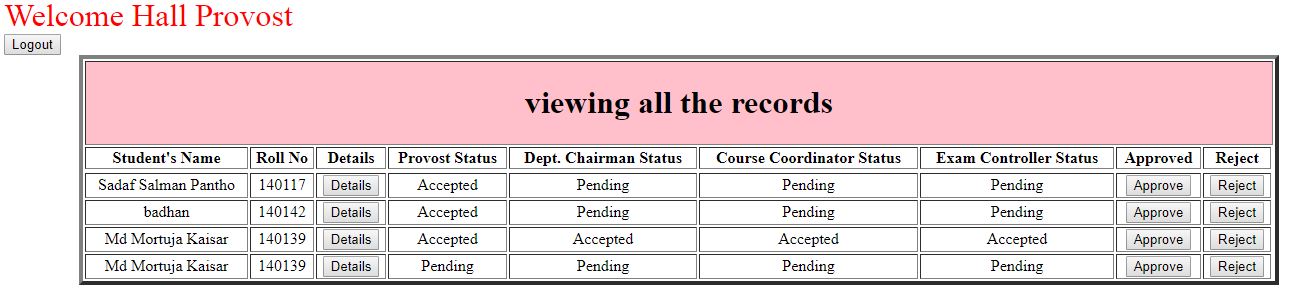 Welcome Hall Provost
Logout
viewing all the records
Student's Name Roll No Details Provost Status Dept. Chairman Status Course Coordinator Status Exam Controller Status Approved Reject
Sadaf Salman Pantho 140117 Details Accepted Pending Pending Pending Approve Reject
badhan 140142 Details Accepted Pending Pending Pending Approve Reject
Md Mortuja Kaisar 140139 Details Accepted Accepted Accepted Accepted Approve Reject
Md Mortuja Kaisar 140139 Details Pending Pending Pending Pending Approve Reject